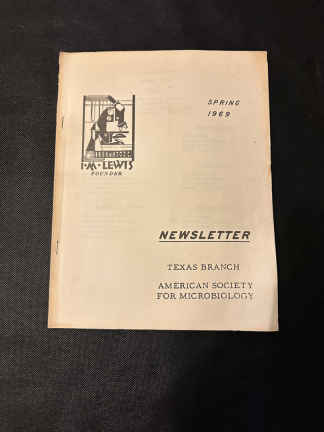 SPRING
1969
I·M·LEWIS
FOUNDER
NEWSLETTER
TEXAS BRANCH
AMERICAN SOCIETY
FOR MICROBIOLOGY